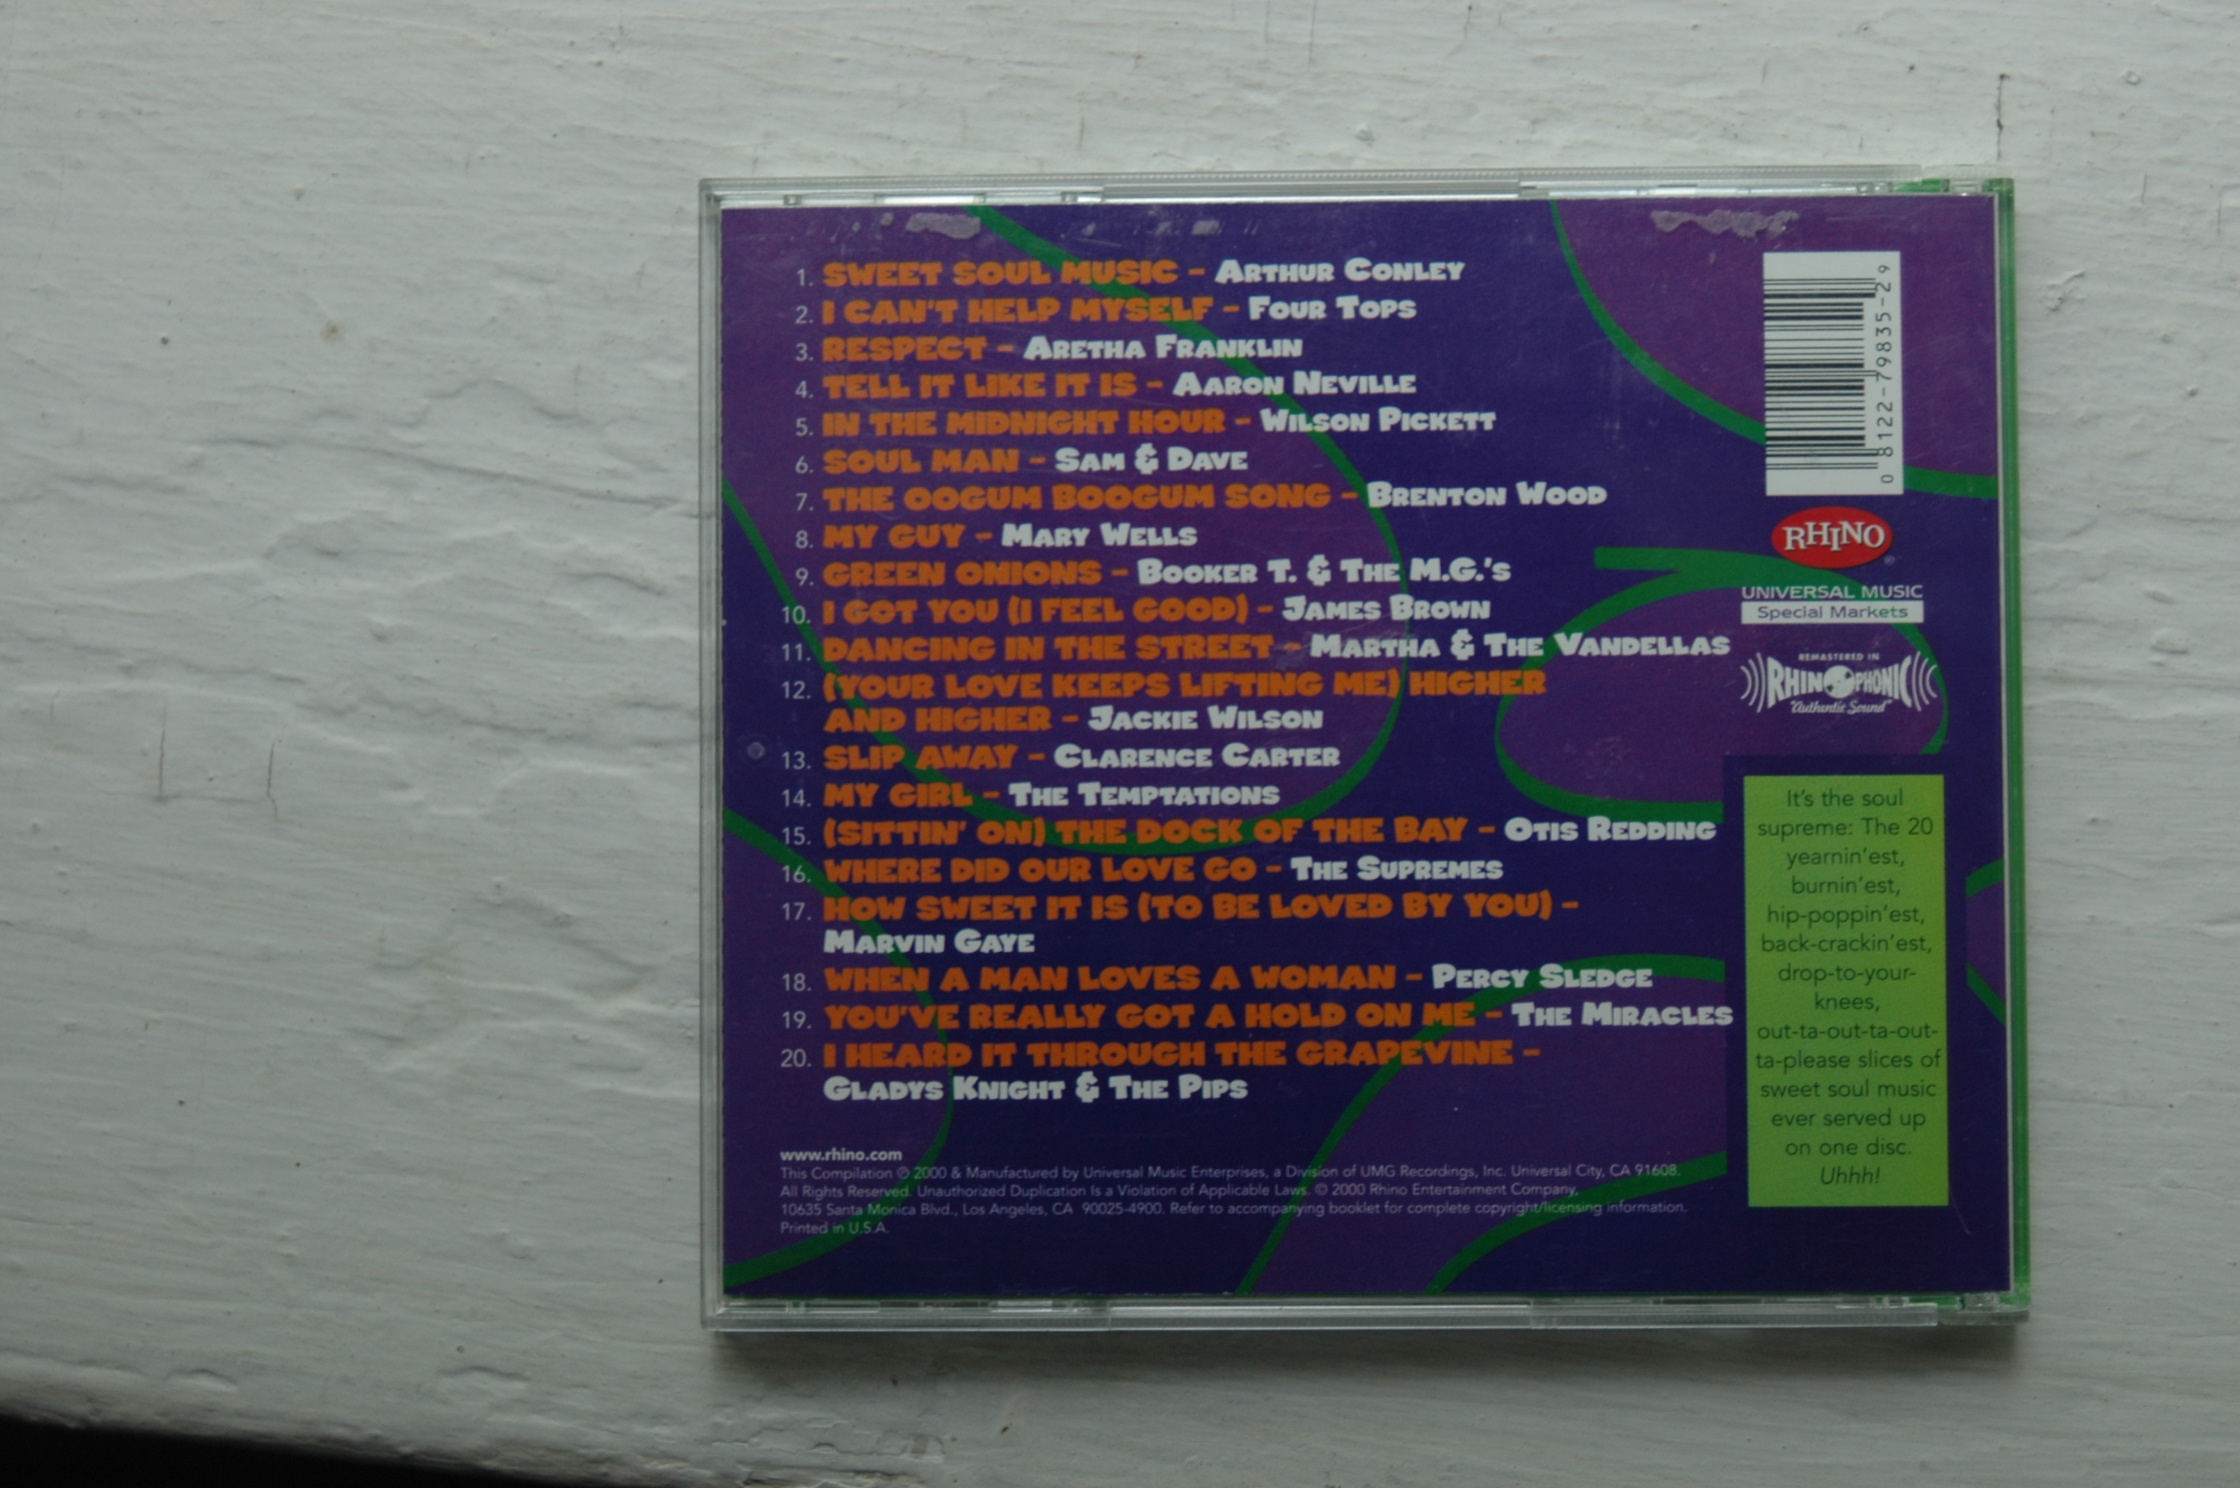 1. SWEET SOUL MUSIC – ARTHUR CONLEY
2. I CAN'T HELP MYSELF – FOUR TOPS
3. RESPECT – ARETHA FRANKLIN
4. TELL IT LIKE IT IS – AARON NEVILLE
5. IN THE MIDNIGHT HOUR – WILSON PICKETT
6. SOUL MAN – SAM & DAVE
7. THE OOGUM BOOGUM SONG – BRENTON WOOD
8. MY GUY – MARY WELLS
9. GREEN ONIONS – BOOKER T. & THE M.G.'S
10. I GOT YOU (I FEEL GOOD) – JAMES BROWN
11. DANCING IN THE STREET – MARTHA & THE VANDELLAS
12. (YOUR LOVE KEEPS LIFTING ME) HIGHER
AND HIGHER – JACKIE WILSON
13. SLIP AWAY – CLARENCE CARTER
14. MY GIRL – THE TEMPTATIONS
15. (SITTIN' ON) THE DOCK OF THE BAY – OTIS REDDING
16. WHERE DID OUR LOVE GO – THE SUPREMES
17. HOW SWEET IT IS (TO BE LOVED BY YOU) –
MARVIN GAYE
18. WHEN A MAN LOVES A WOMAN – PERCY SLEDGE
19. YOU'VE REALLY GOT A HOLD ON ME – THE MIRACLES
20. I HEARD IT THROUGH THE GRAPEVINE –
GLADYS KNIGHT & THE PIPS
www.rhino.com
This Compilation ℗ 2000 & Manufactured by Universal Music Enterprises, a Division of UMG Recordings, Inc. Universal City, CA 91608.
All Rights Reserved. Unauthorized Duplication Is a Violation of Applicable Laws. © 2000 Rhino Entertainment Company,
10635 Santa Monica Blvd., Los Angeles, CA 90025-4900. Refer to accompanying booklet for complete copyright/licensing information.
Printed in U.S.A.
0 8122-79835-2 9
RHINO®
UNIVERSAL MUSIC
Special Markets
REMASTERED IN
RHINOPHONIC
"Authentic Sound"
It's the soul
supreme: The 20
yearnin'est,
burnin'est,
hip-poppin'est,
back-crackin'est,
drop-to-your-
knees,
out-ta-out-ta-out-
ta-please slices of
sweet soul music
ever served up
on one disc.
Uhhh!